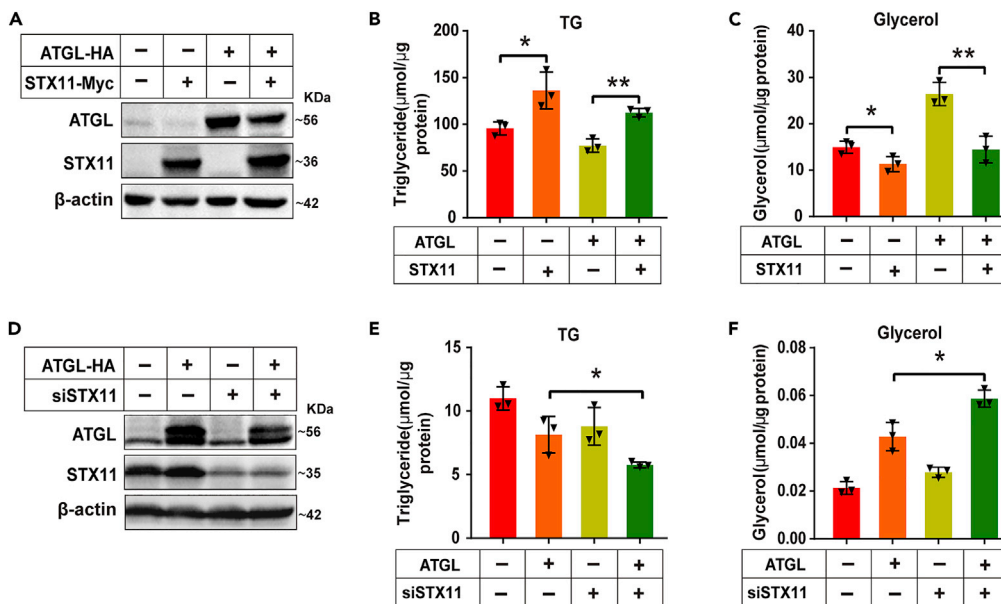 A
ATGL-HA – – + +
STX11-Myc – + – +
KDa
ATGL ~56
STX11 ~36
β-actin ~42
B
TG
Triglyceride(μmol/μg protein)
200
150
100
50
0
* **
ATGL – – + +
STX11 – + – +
C
Glycerol
Glycerol(μmol/μg protein)
40
30
20
10
0
* **
ATGL – – + +
STX11 – + – +
D
ATGL-HA – + – +
siSTX11 – – + +
KDa
ATGL ~56
STX11 ~35
β-actin ~42
E
TG
Triglyceride(μmol/μg protein)
15
10
5
0
*
ATGL – + – +
siSTX11 – – + +
F
Glycerol
Glycerol(μmol/μg protein)
0.08
0.06
0.04
0.02
0.00
*
ATGL – + – +
siSTX11 – – + +